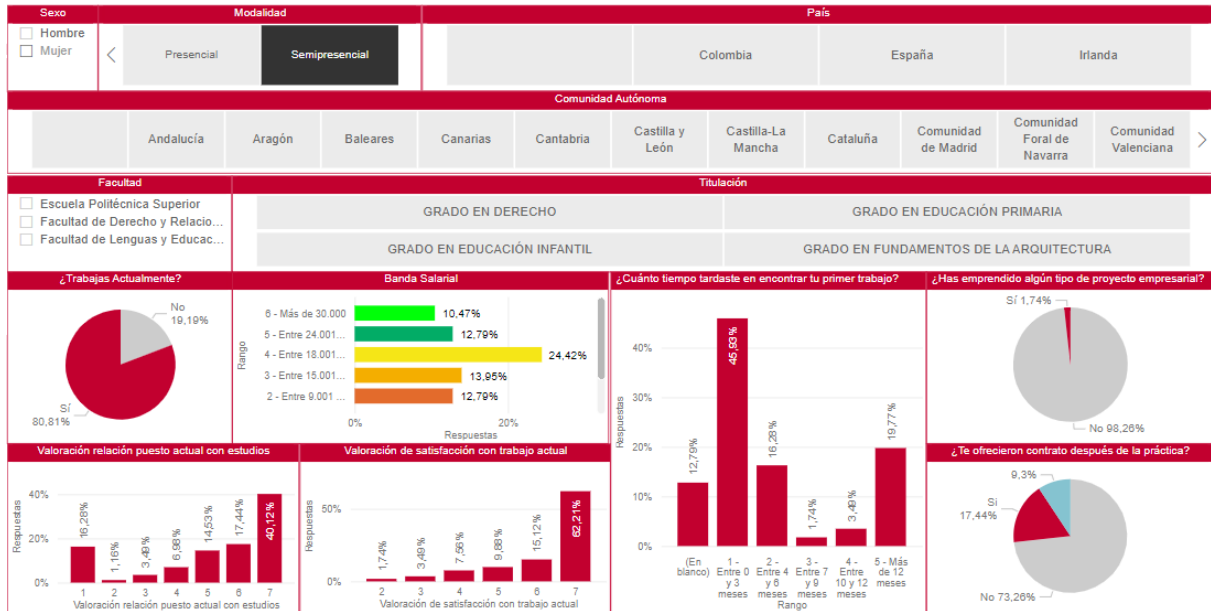 Sexo
Modalidad
País
Hombre
Mujer
Presencial
Semipresencial
Colombia
España
Irlanda
Comunidad Autónoma
Andalucía
Aragón
Baleares
Canarias
Cantabria
Castilla y
León
Castilla-La
Mancha
Cataluña
Comunidad
de Madrid
Comunidad
Foral de
Navarra
Comunidad
Valenciana
Facultad
Titulación
Escuela Politécnica Superior
Facultad de Derecho y Relacio...
Facultad de Lenguas y Educac...
GRADO EN DERECHO
GRADO EN EDUCACIÓN PRIMARIA
GRADO EN EDUCACIÓN INFANTIL
GRADO EN FUNDAMENTOS DE LA ARQUITECTURA
¿Trabajas Actualmente?
No
19,19%
Sí
80,81%
Banda Salarial
Rango
6 - Más de 30.000
10,47%
5 - Entre 24.001...
12,79%
4 - Entre 18.001...
24,42%
3 - Entre 15.001...
13,95%
2 - Entre 9.001 ...
12,79%
0%
20%
Respuestas
¿Cuánto tiempo tardaste en encontrar tu primer trabajo?
Respuestas
40%
30%
20%
10%
0%
12,79%
45,93%
16,28%
1,74%
3,49%
19,77%
(En
blanco)
1 -
Entre 0
y 3
meses
2 -
Entre 4
y 6
meses
3 -
Entre 7
y 9
meses
4 -
Entre
10 y 12
meses
5 - Más
de 12
meses
Rango
¿Has emprendido algún tipo de proyecto empresarial?
Sí 1,74%
No 98,26%
Valoración relación puesto actual con estudios
Respuestas
40%
20%
0%
16,28%
1,16%
3,49%
6,98%
14,53%
17,44%
40,12%
1
2
3
4
5
6
7
Valoración relación puesto actual con estudios
Valoración de satisfacción con trabajo actual
Respuestas
50%
0%
1,74%
3,49%
7,56%
9,88%
15,12%
62,21%
2
3
4
5
6
7
Valoración de satisfacción con trabajo actual
¿Te ofrecieron contrato después de la práctica?
9,3%
Sí
17,44%
No 73,26%